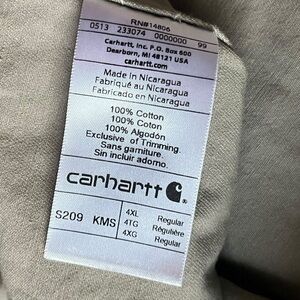 RN#14806
0513 233074 0000000 99
Carhartt, Inc. P.O. Box 600
Dearborn, MI 48121 USA
carhartt.com
Made in Nicaragua
Fabriqué au Nicaragua
Fabricado en Nicaragua
100% Cotton
100% Coton
100% Algodón
Exclusive of Trimming.
Sans garniture.
Sin incluir adorno.
carhartt
S209 KMS
4XL Regular
4TG Régulière
4XG Regular